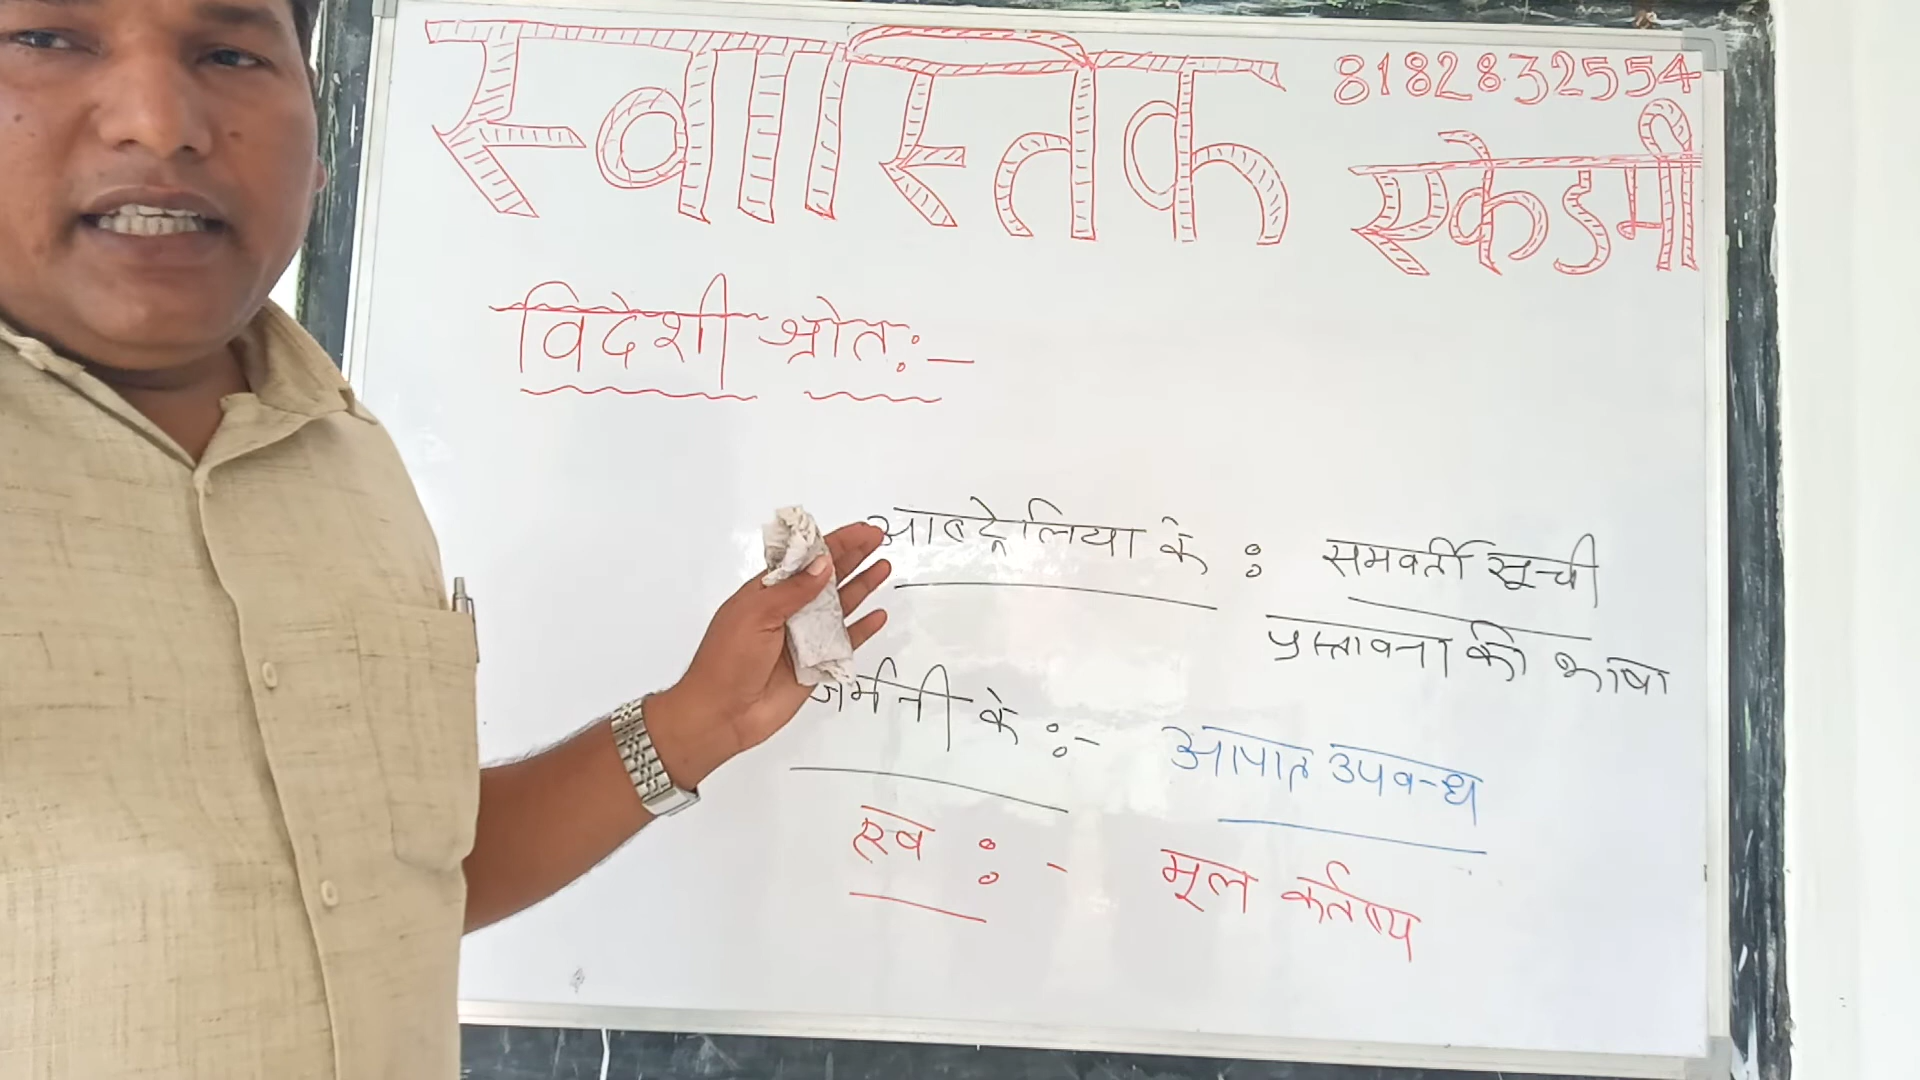 स्वास्तिक
8182832554
एकेडमी
विदेशी श्रोत:-
आस्ट्रेलिया के : समवर्ती सूची
प्रस्तावना की भाषा
जर्मनी के :- आपात उपबन्ध
:- मूल कर्तव्य